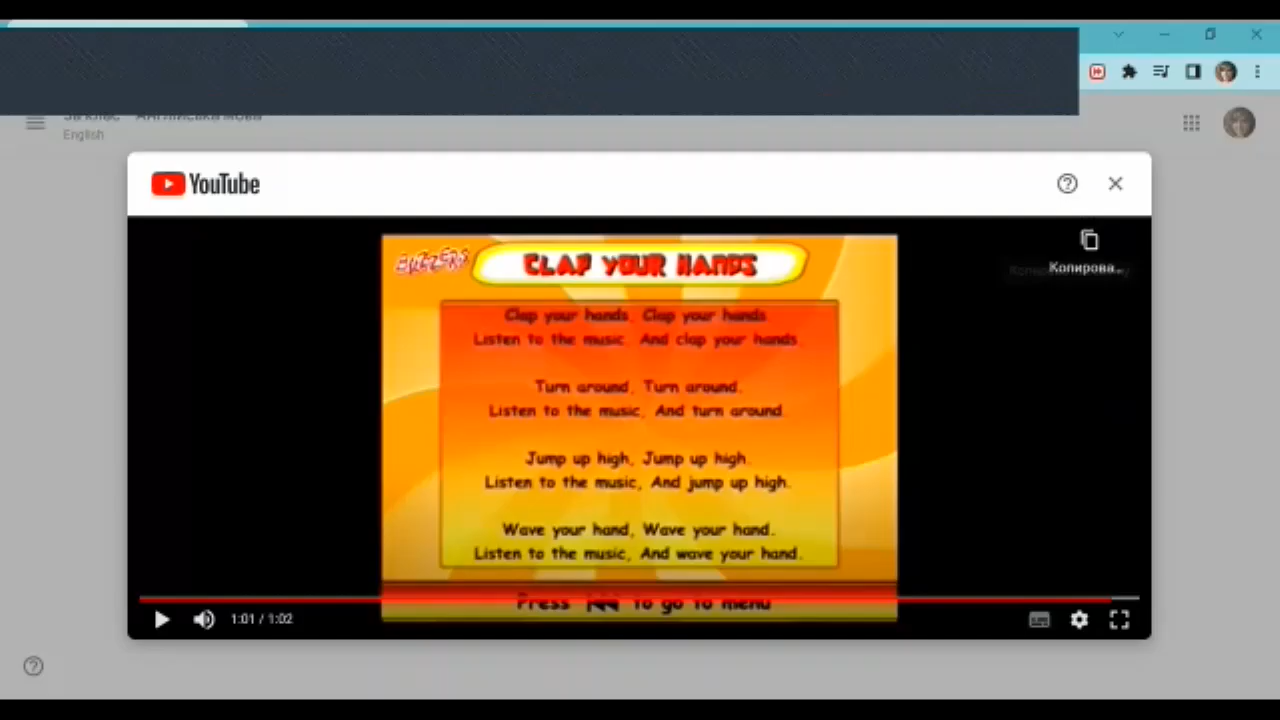 English
YouTube
Копирова...
CLAP YOUR HANDS
Clap your hands, Clap your hands
Listen to the music. And clap your hands.
Turn around, Turn around.
Listen to the music, And turn around.
Jump up high, Jump up high.
Listen to the music, And jump up high.
Wave your hand, Wave your hand.
Listen to the music, And wave your hand.
Press to go to menu
1:01 / 1:02